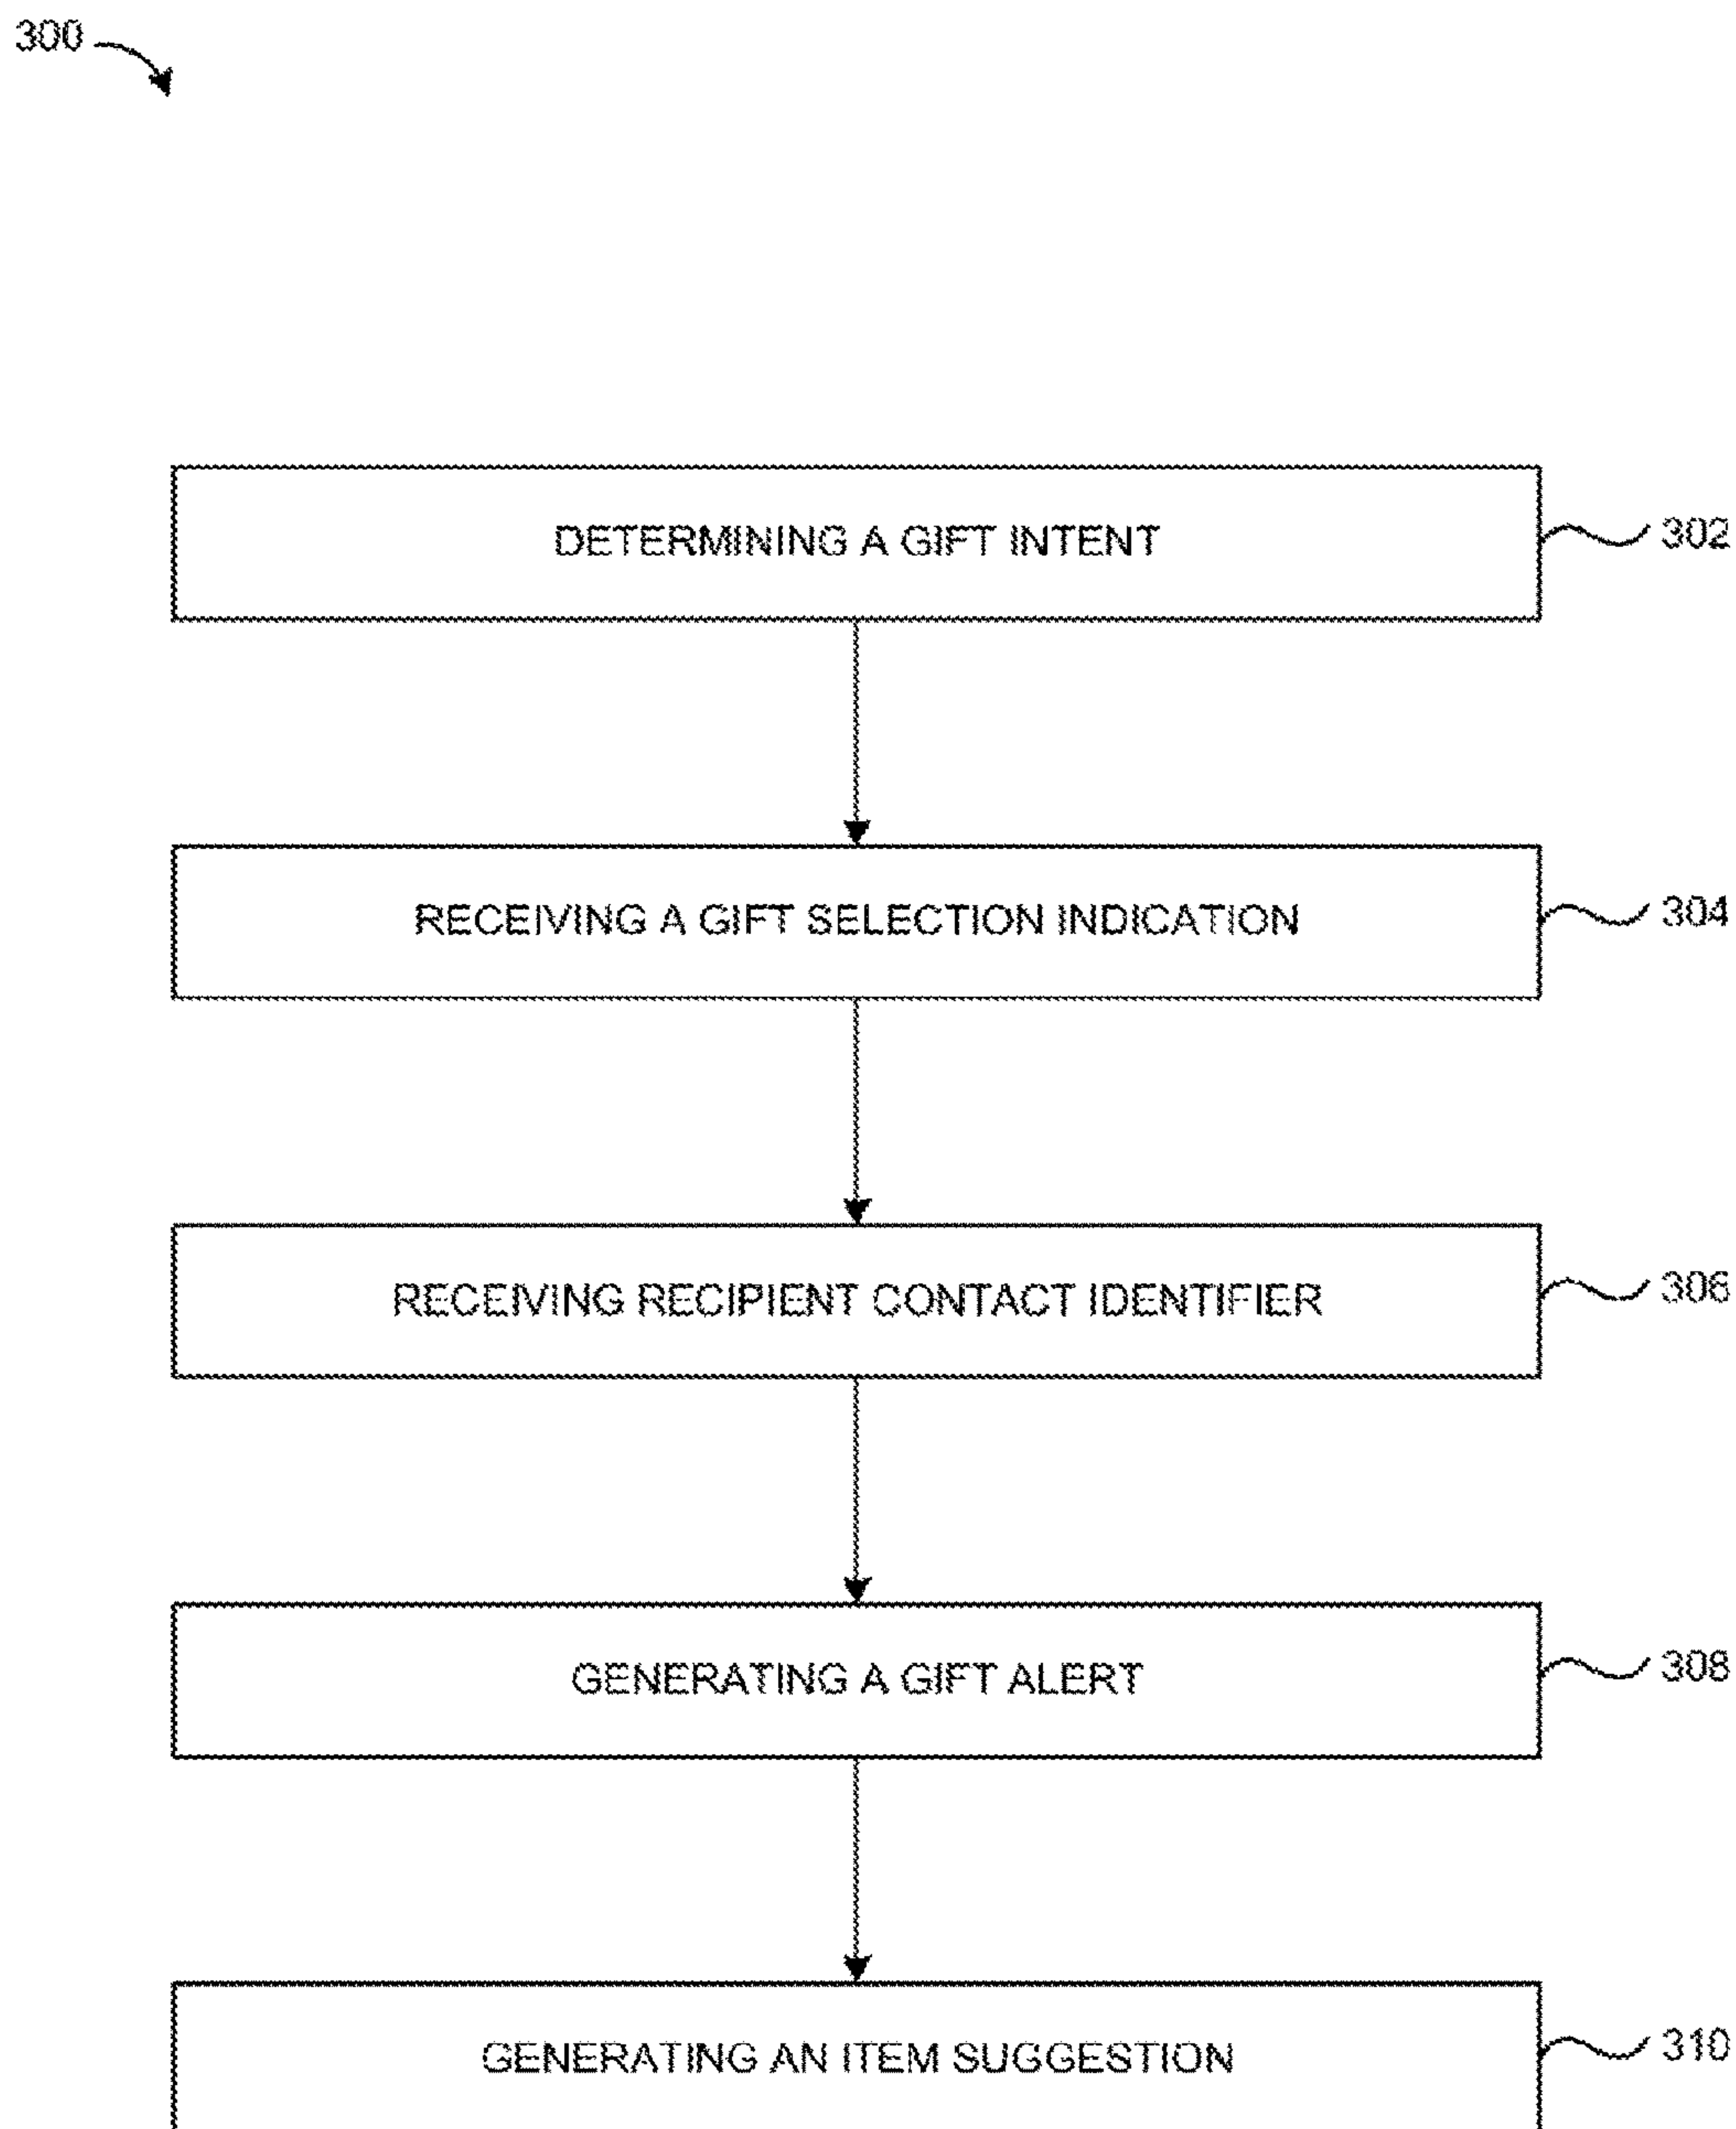 300
DETERMINING A GIFT INTENT
302
RECEIVING A GIFT SELECTION INDICATION
304
RECEIVING RECIPIENT CONTACT IDENTIFIER
306
GENERATING A GIFT ALERT
308
GENERATING AN ITEM SUGGESTION
310